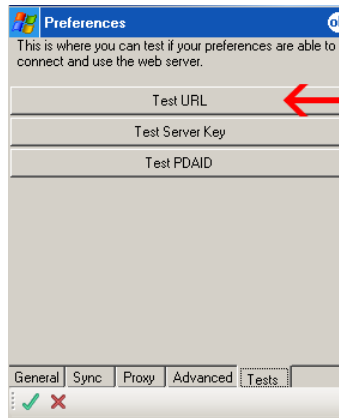 Preferences
This is where you can test if your preferences are able to
connect and use the web server.
Test URL
Test Server Key
Test PDAID
General Sync Proxy Advanced Tests